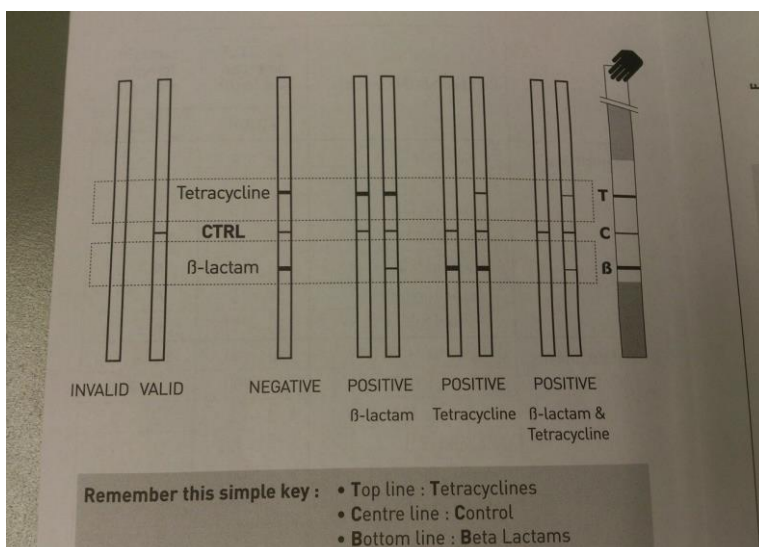 Tetracycline
T
CTRL
C
ß-lactam
ß
INVALID VALID NEGATIVE POSITIVE POSITIVE POSITIVE
ß-lactam Tetracycline ß-lactam &
Tetracycline
Remember this simple key : • Top line : Tetracyclines
• Centre line : Control
• Bottom line : Beta Lactams